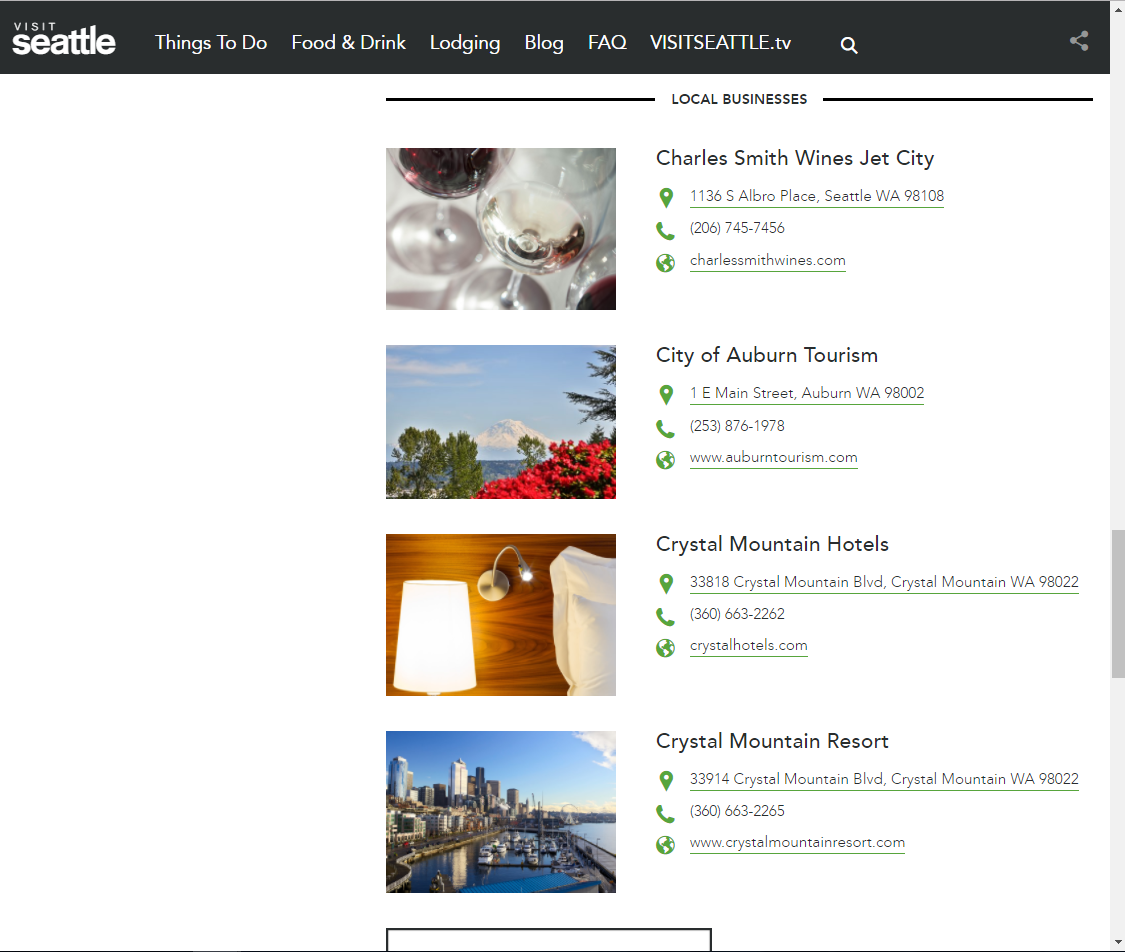 VISIT
seattle
Things To Do Food & Drink Lodging Blog FAQ VISITSEATTLE.tv
LOCAL BUSINESSES
Charles Smith Wines Jet City
1136 S Albro Place, Seattle WA 98108
(206) 745-7456
charlessmithwines.com
City of Auburn Tourism
1 E Main Street, Auburn WA 98002
(253) 876-1978
www.auburntourism.com
Crystal Mountain Hotels
33818 Crystal Mountain Blvd, Crystal Mountain WA 98022
(360) 663-2262
crystalhotels.com
Crystal Mountain Resort
33914 Crystal Mountain Blvd, Crystal Mountain WA 98022
(360) 663-2265
www.crystalmountainresort.com